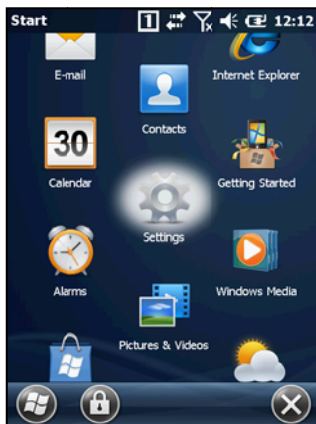 Start 1 12:12
E-mail
Internet Explorer
Contacts
30
Calendar
Getting Started
Settings
Alarms
Windows Media
Pictures & Videos